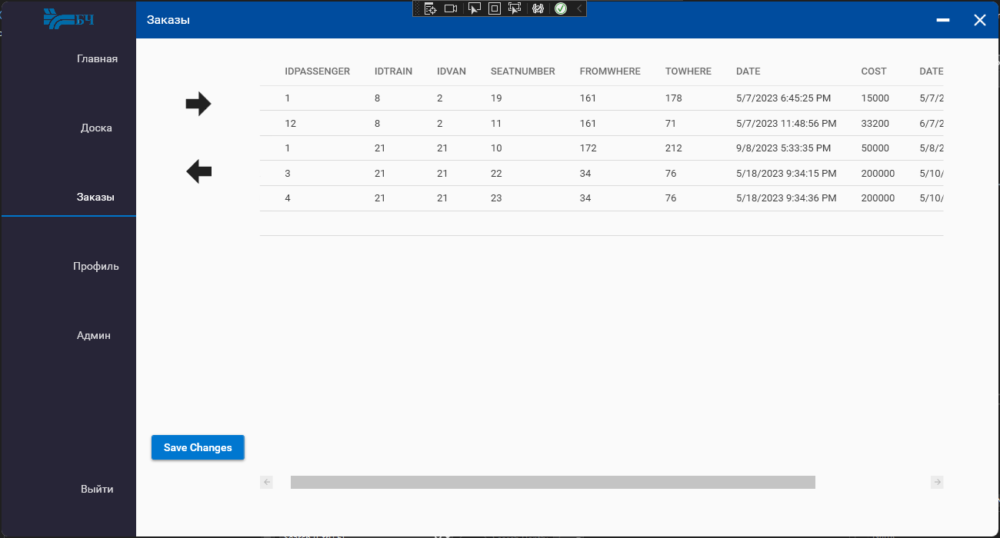 БЧ
Заказы
Главная
Доска
Заказы
Профиль
Админ
Выйти
IDPASSENGER IDTRAIN IDVAN SEATNUMBER FROMWHERE TOWHERE DATE COST DATE
1 8 2 19 161 178 5/7/2023 6:45:25 PM 15000 5/7/2
12 8 2 11 161 71 5/7/2023 11:48:56 PM 33200 6/7/2
1 21 21 10 172 212 9/8/2023 5:33:35 PM 50000 5/8/2
3 21 21 22 34 76 5/18/2023 9:34:15 PM 200000 5/10/
4 21 21 23 34 76 5/18/2023 9:34:36 PM 200000 5/10/
Save Changes